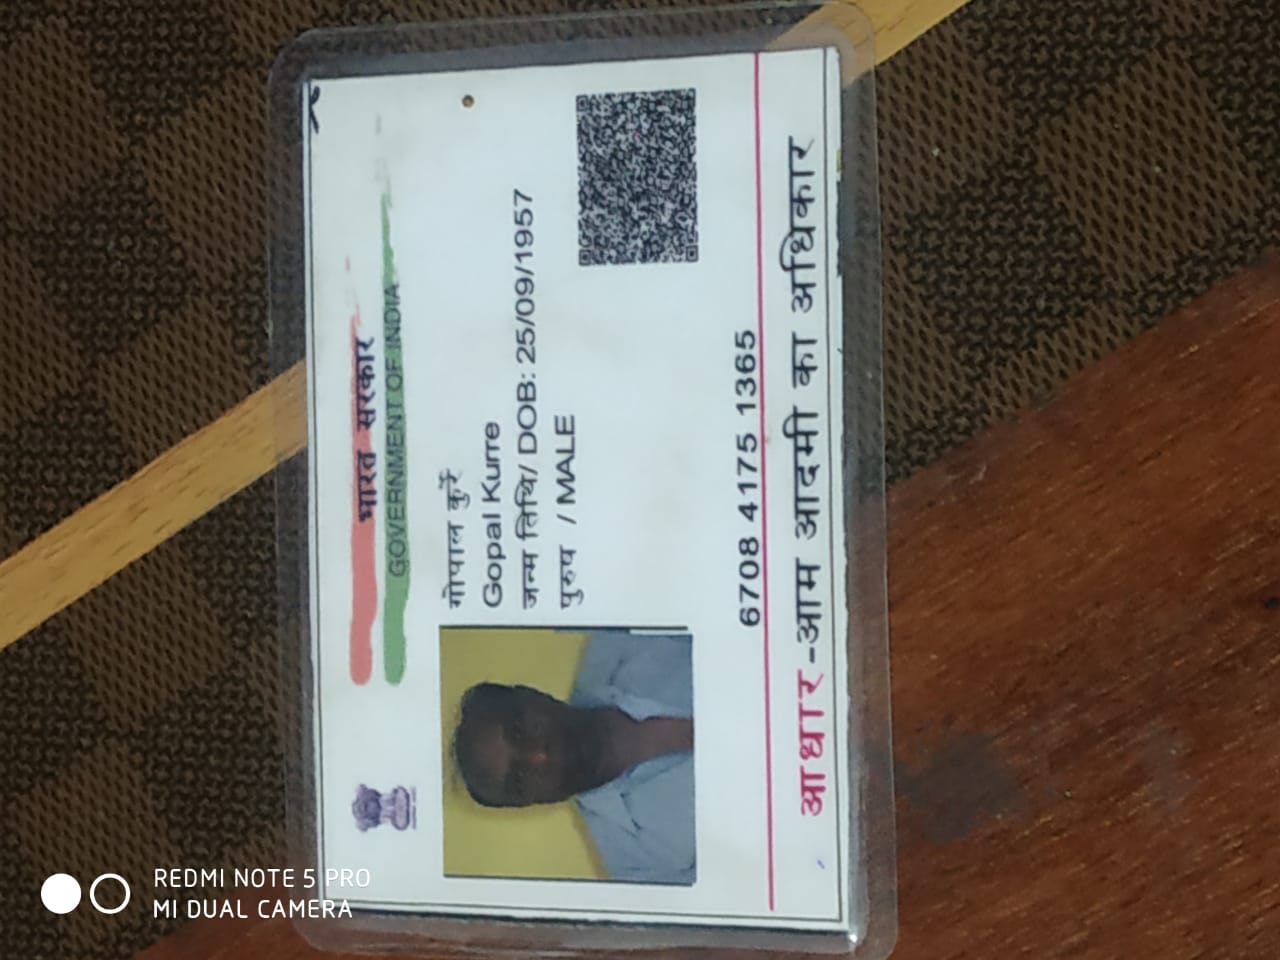 भारत सरकार
GOVERNMENT OF INDIA
गोपाल कुर्रे
Gopal Kurre
जन्म तिथि/ DOB: 25/09/1957
पुरुष / MALE
6708 4175 1365
आधार-आम आदमी का अधिकार
REDMI NOTE 5 PRO
MI DUAL CAMERA